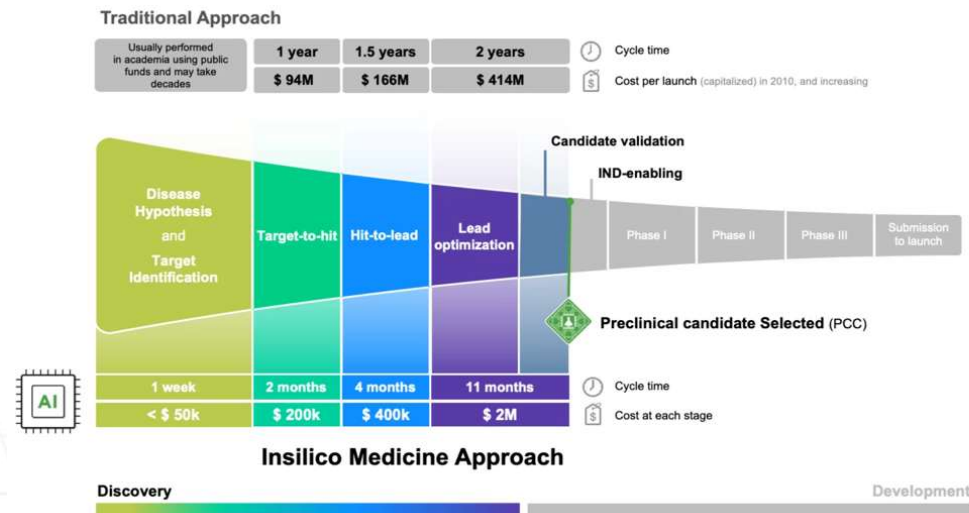 Traditional Approach
Usually performed
in academia using public
funds and may take
decades
1 year
1.5 years
2 years
Cycle time
$ 94M
$ 166M
$ 414M
$
Cost per launch (capitalized) in 2010, and increasing
Candidate validation
IND-enabling
Disease
Hypothesis
and
Target
Identification
Target-to-hit
Hit-to-lead
Lead
optimization
Phase I
Phase II
Phase III
Submission
to launch
Preclinical candidate Selected (PCC)
AI
1 week
2 months
4 months
11 months
Cycle time
< $ 50k
$ 200k
$ 400k
$ 2M
$
Cost at each stage
Insilico Medicine Approach
Discovery
Development